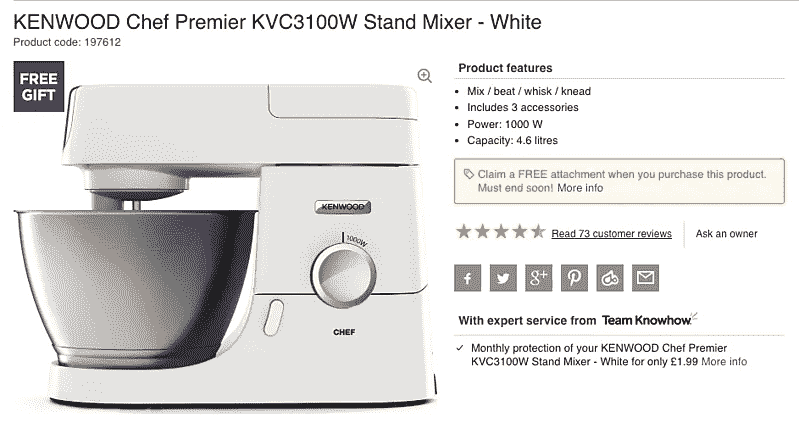 KENWOOD Chef Premier KVC3100W Stand Mixer - White
Product code: 197612
FREE
GIFT
KENWOOD
1000W
CHEF
Product features
Mix / beat / whisk / knead
Includes 3 accessories
Power: 1000 W
Capacity: 4.6 litres
Claim a FREE attachment when you purchase this product.
Must end soon! More info
Read 73 customer reviews
Ask an owner
f
g+
With expert service from Team Knowhow
Monthly protection of your KENWOOD Chef Premier
KVC3100W Stand Mixer - White for only £1.99 More info